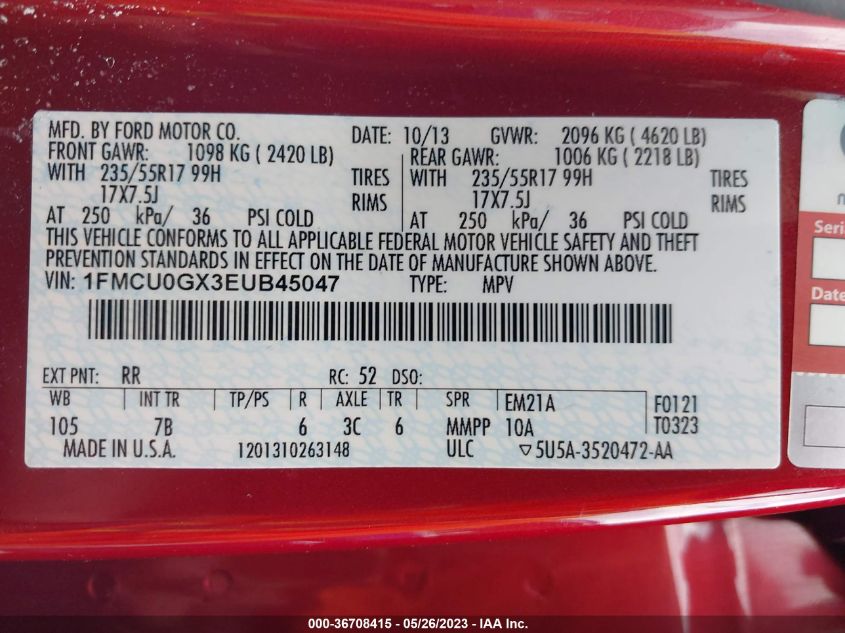 MFD. BY FORD MOTOR CO. DATE: 10/13 GVWR: 2096 KG ( 4620 LB)
FRONT GAWR: 1098 KG ( 2420 LB) REAR GAWR: 1006 KG ( 2218 LB)
WITH 235/55R17 99H TIRES WITH 235/55R17 99H TIRES
17X7.5J RIMS 17X7.5J RIMS
AT 250 kPa/ 36 PSI COLD AT 250 kPa/ 36 PSI COLD
THIS VEHICLE CONFORMS TO ALL APPLICABLE FEDERAL MOTOR VEHICLE SAFETY AND THEFT
PREVENTION STANDARDS IN EFFECT ON THE DATE OF MANUFACTURE SHOWN ABOVE.
VIN: 1FMCU0GX3EUB45047 TYPE: MPV
EXT PNT: RR RC: 52 DSO:
WB INT TR TP/PS R AXLE TR SPR EM21A F0121
105 7B 6 3C 6 MMPP 10A T0323
MADE IN U.S.A. 1201310263148 ULC ▽5U5A-3520472-AA
Seri
Date
000-36708415 - 05/26/2023 - IAA Inc.